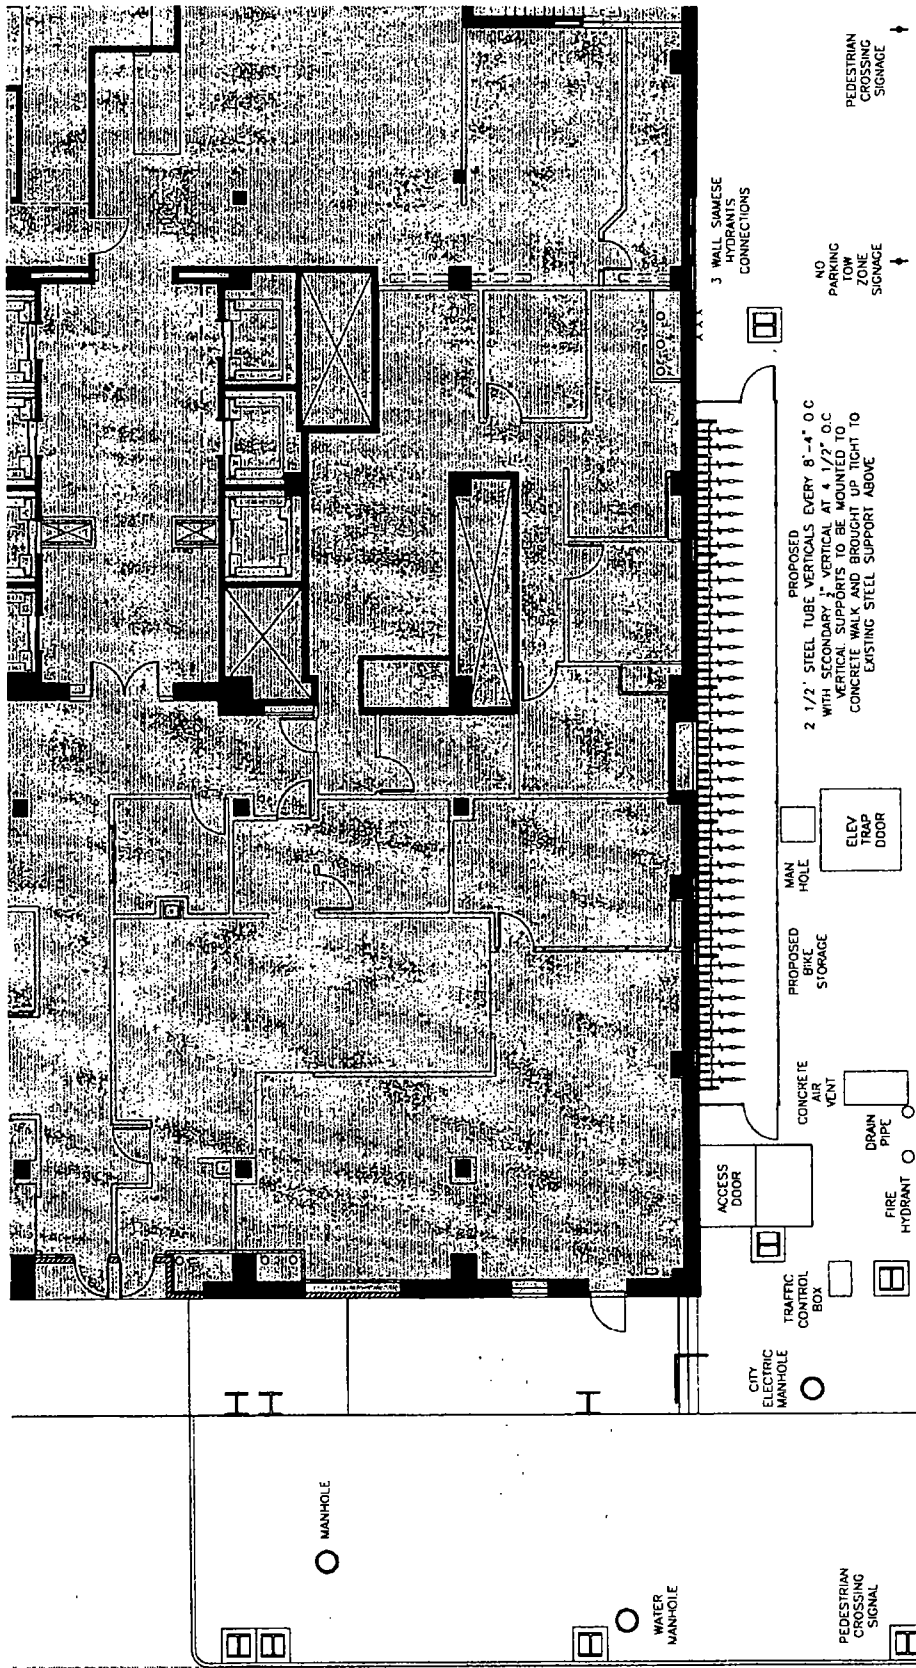 PEDESTRIAN
CROSSING
SIGNAGE
3 WALL SIAMESE
HYDRANTS
CONNECTIONS
NO
PARKING
TOW
ZONE
SIGNAGE
PROPOSED
2 1/2' STEEL TUBE VERTICALS EVERY 8'-4" O.C
WITH SECONDARY 1" VERTICAL AT 4 1/2" O.C
VERTICAL SUPPORTS TO BE MOUNTED TO
CONCRETE WALK AND BROUGHT UP TIGHT TO
EXISTING STEEL SUPPORT ABOVE
MAN
HOLE
ELEV
TRAP
DOOR
PROPOSED
BIKE
STORAGE
CONCRETE
AIR
VENT
DRAIN
PIPE
ACCESS
DOOR
FIRE
HYDRANT
TRAFFIC
CONTROL
BOX
CITY
ELECTRIC
MANHOLE
MANHOLE
WATER
MANHOLE
PEDESTRIAN
CROSSING
SIGNAL